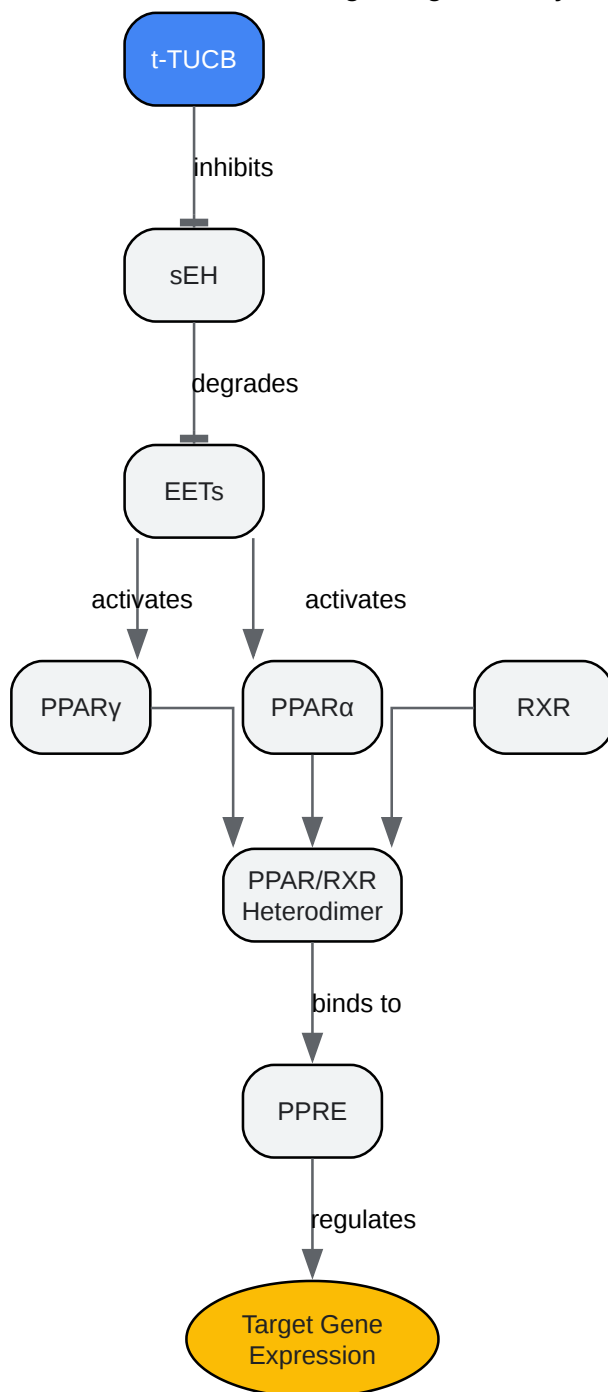 t-TUCB
inhibits
sEH
degrades
EETs
activates
activates
PPARγ
PPARα
RXR
PPAR/RXR
Heterodimer
binds to
PPRE
regulates
Target Gene
Expression